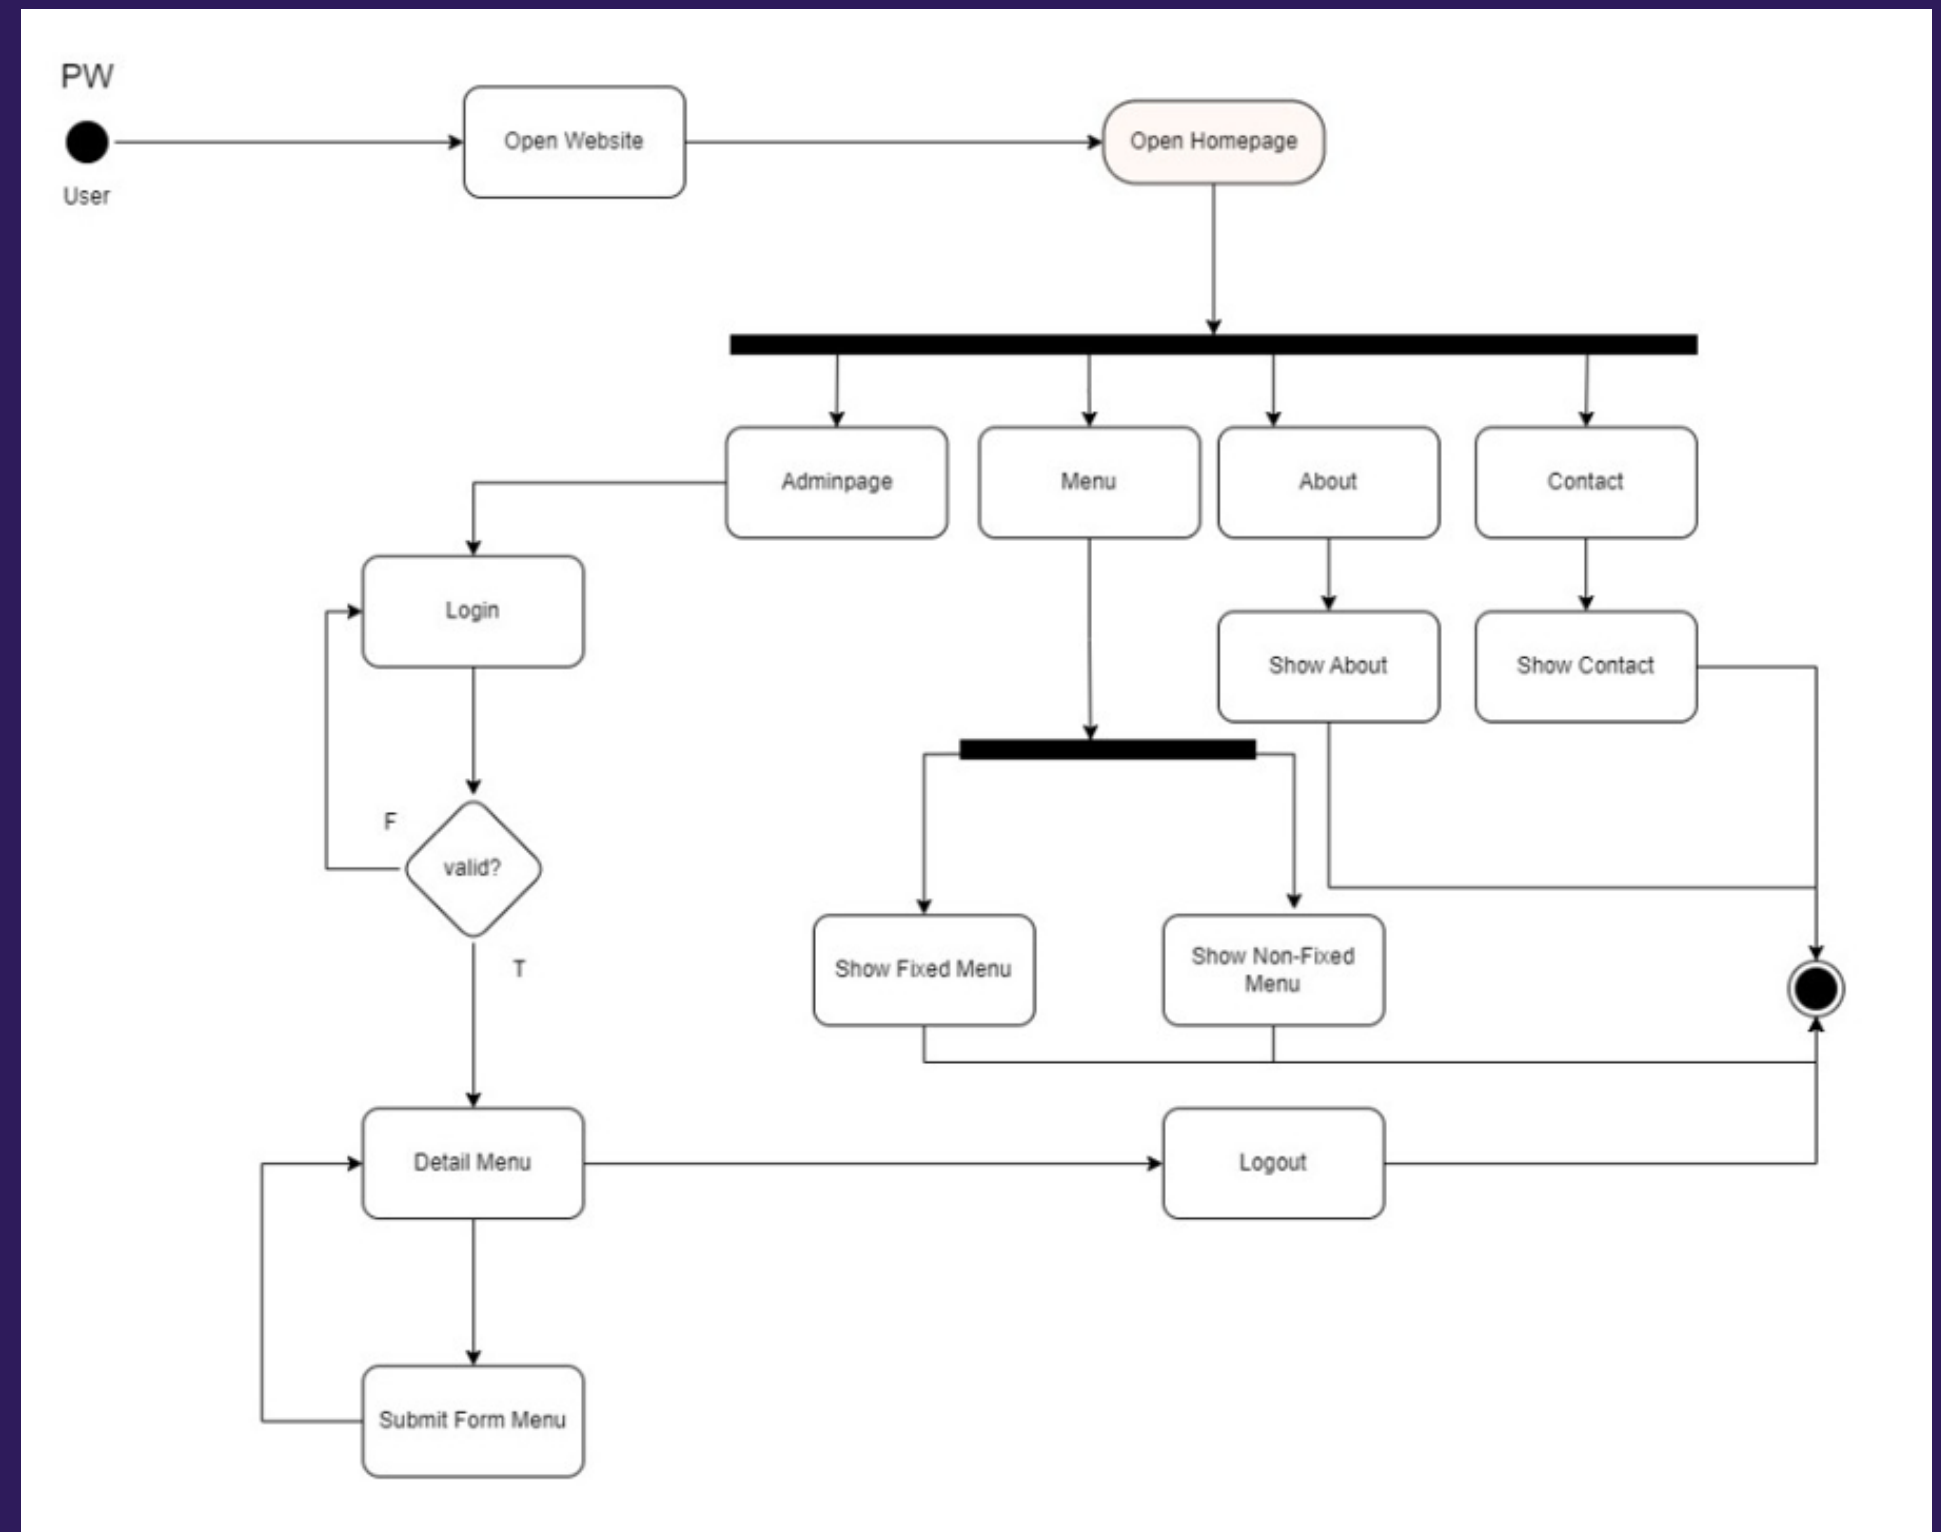 PW
User
Open Website
Open Homepage
Adminpage
Menu
About
Contact
Login
Show About
Show Contact
F
valid?
T
Show Fixed Menu
Show Non-Fixed
Menu
Detail Menu
Logout
Submit Form Menu